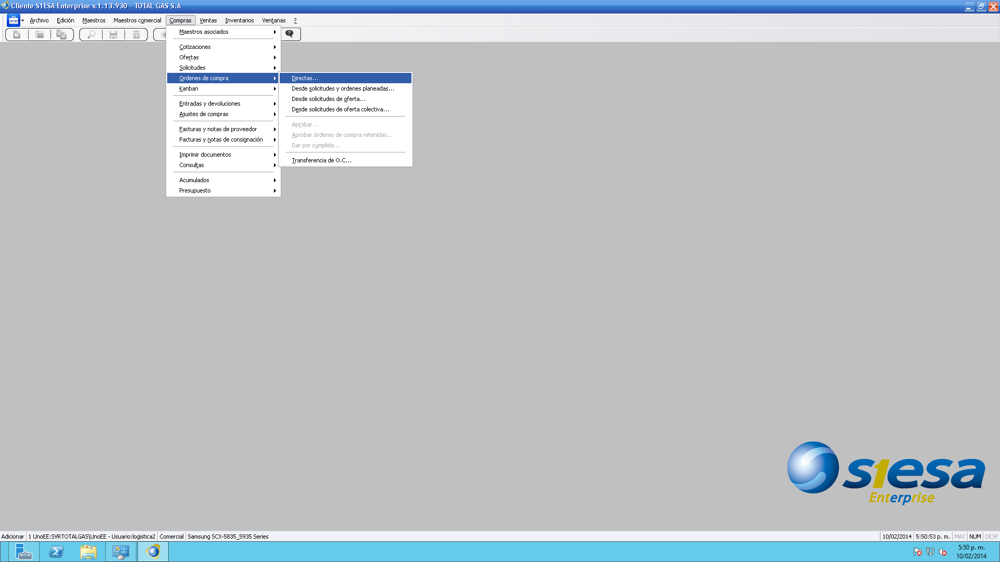 Cliente S1ESA Enterprise v.1.13.930 - TOTAL GAS S.A
Archivo Edición Maestros Maestros comercial Compras Ventas Inventarios Ventanas ?
Maestros asociados
Cotizaciones
Ofertas
Solicitudes
Ordenes de compra
Kanban
Entradas y devoluciones
Ajustes de compras
Facturas y notas de proveedor
Facturas y notas de consignación
Imprimir documentos
Consultas
Acumulados
Presupuesto
Directas...
Desde solicitudes y ordenes planeadas...
Desde solicitudes de oferta...
Desde solicitudes de oferta colectiva...
Aprobar...
Aprobar órdenes de compra retenidas...
Dar por cumplida...
Transferencia de O.C...
s1esa
Enterprise
Adicionar 1 UnoEE:SVRTOTALGAS\UnoEE - Usuario:logistica2 Comercial Samsung SCX-5835_5935 Series 10/02/2014 5:50:53 p. m. MAY NUM DESP
5:50 p. m.
10/02/2014